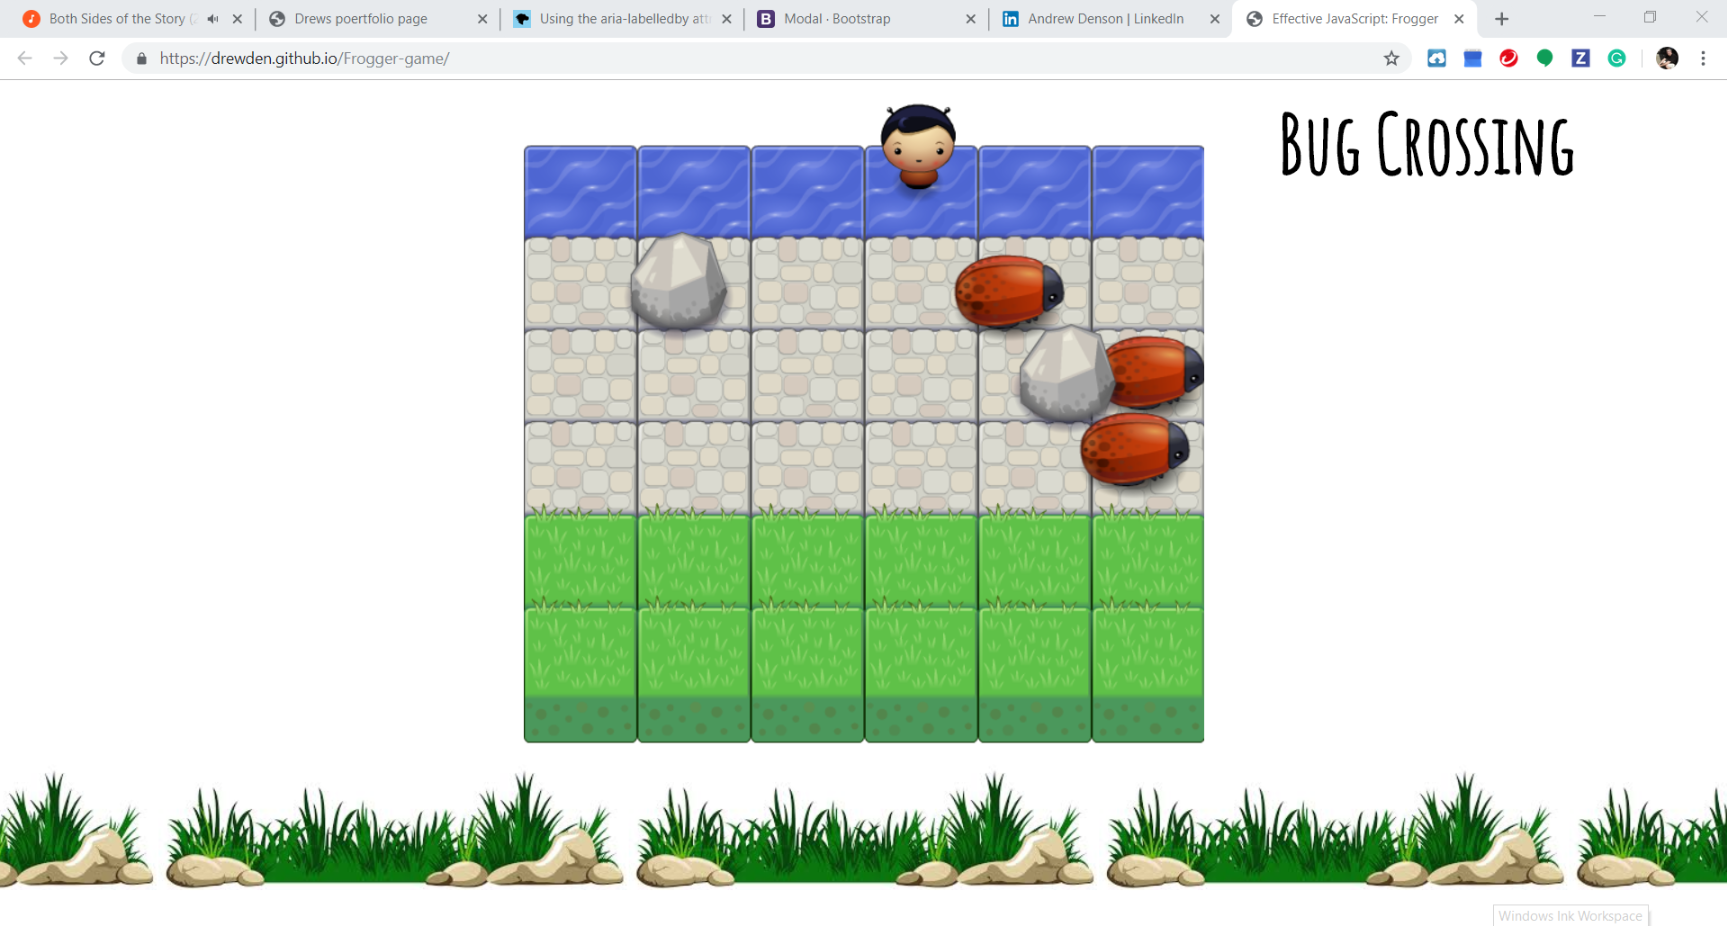 Both Sides of the Story (
Drews poertfolio page
Using the aria-labelledby att
Modal · Bootstrap
Andrew Denson | LinkedIn
Effective JavaScript: Frogger
https://drewden.github.io/Frogger-game/
Bug Crossing
Windows Ink Workspace